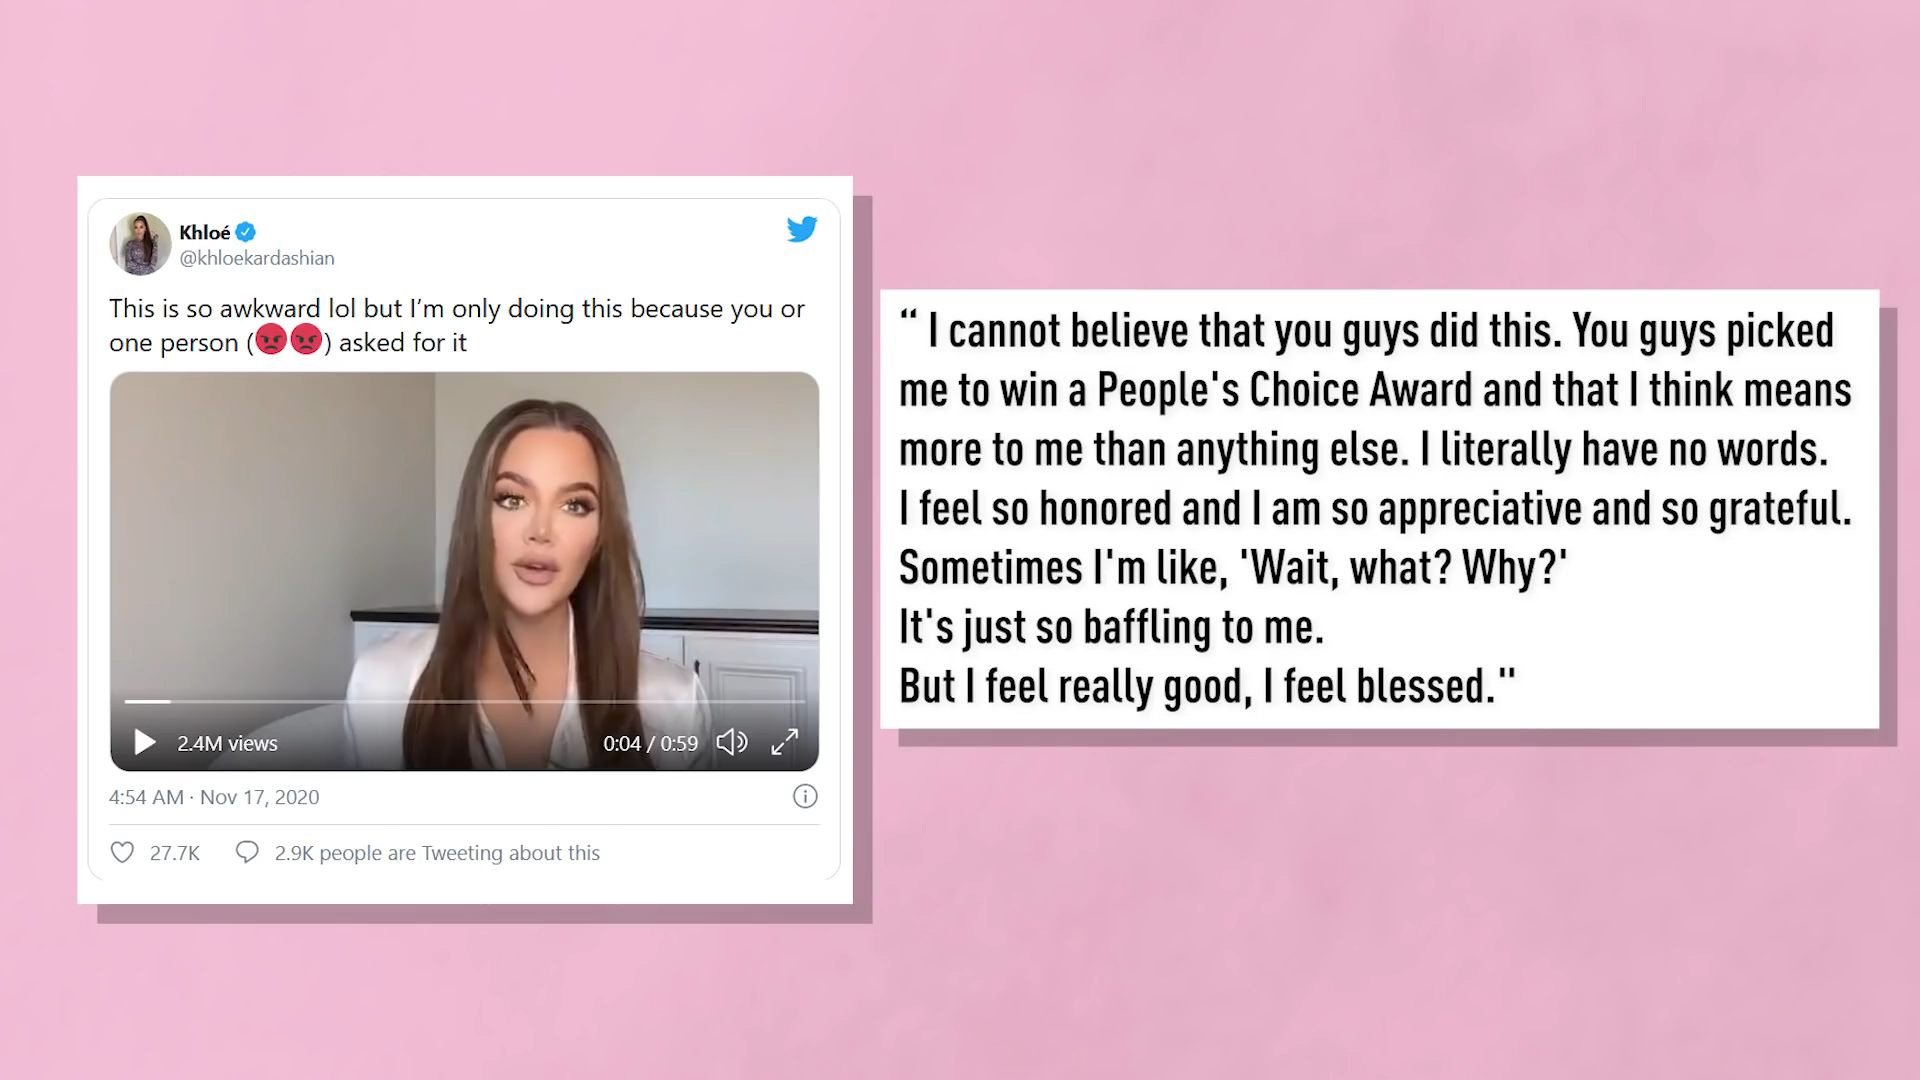 Khloé
@khloekardashian
This is so awkward lol but I’m only doing this because you or
one person (😡😡) asked for it
2.4M views
0:04 / 0:59
4:54 AM · Nov 17, 2020
27.7K
2.9K people are Tweeting about this
“ I cannot believe that you guys did this. You guys picked
me to win a People's Choice Award and that I think means
more to me than anything else. I literally have no words.
I feel so honored and I am so appreciative and so grateful.
Sometimes I'm like, 'Wait, what? Why?'
It's just so baffling to me.
But I feel really good, I feel blessed."